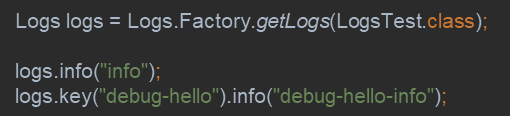 Logs logs = Logs.Factory.getLogs(LogsTest.class);
logs.info("info");
logs.key("debug-hello").info("debug-hello-info");